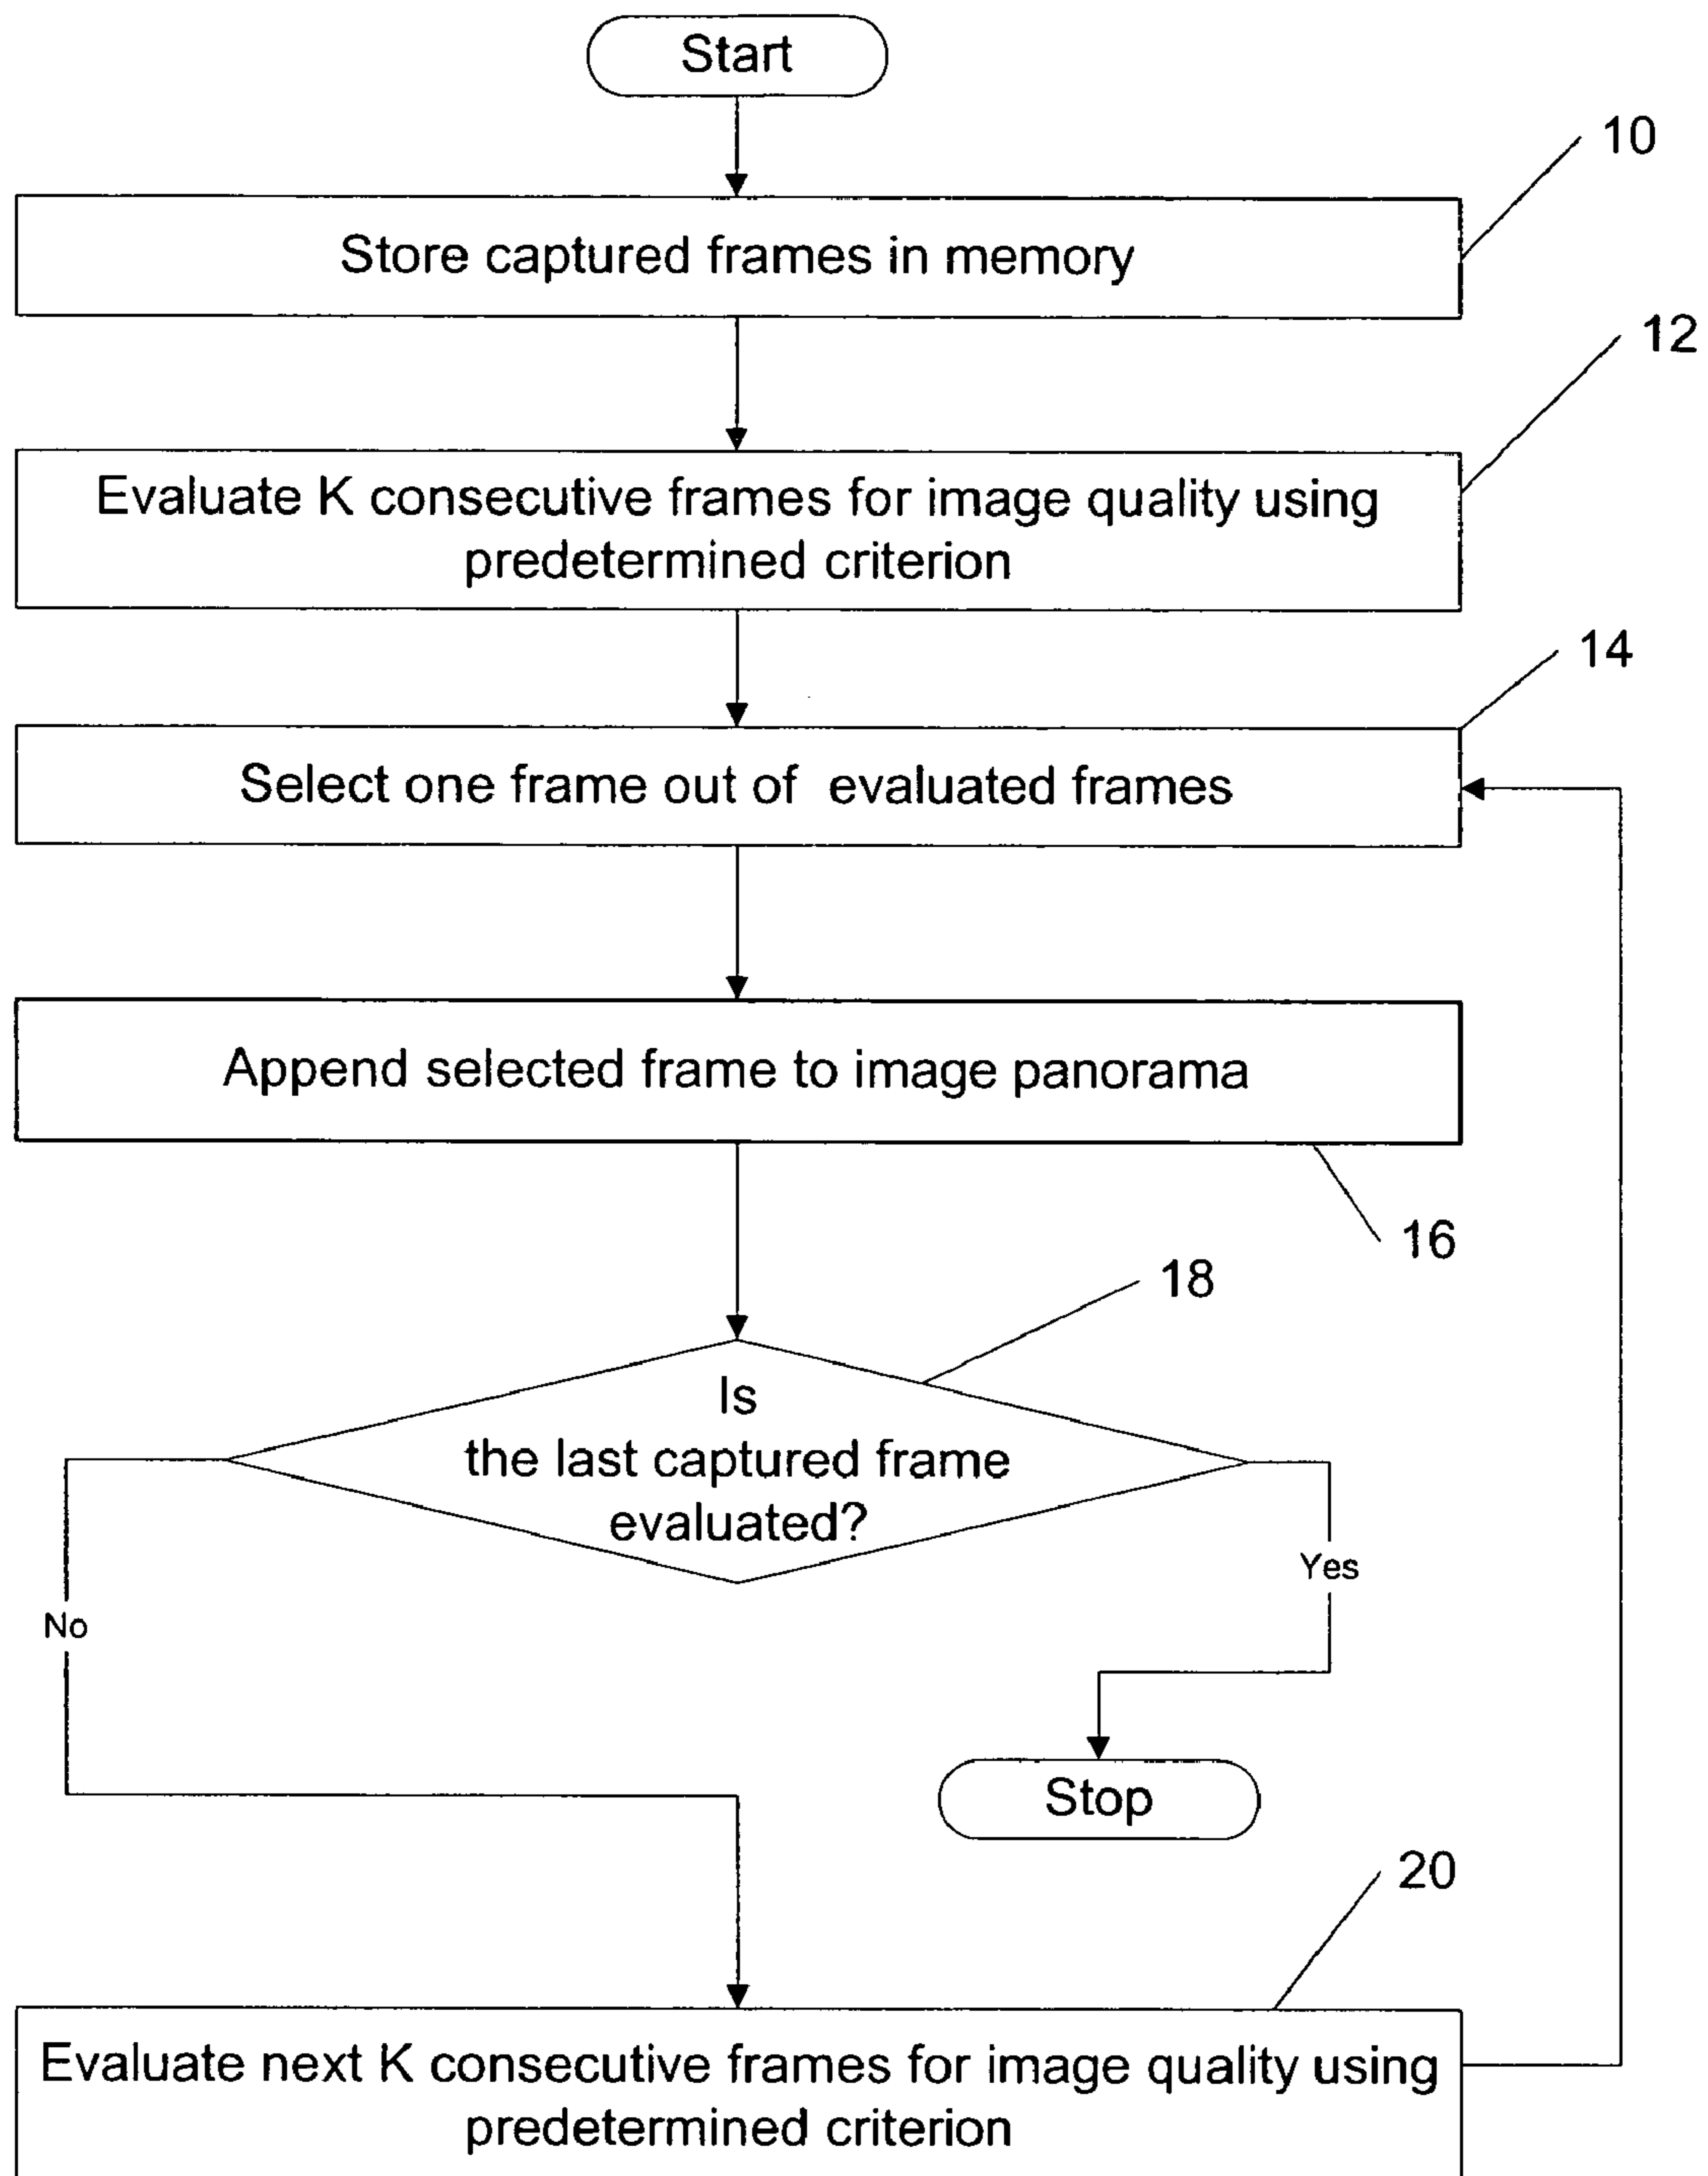 Start
10
Store captured frames in memory
12
Evaluate K consecutive frames for image quality using
predetermined criterion
14
Select one frame out of evaluated frames
Append selected frame to image panorama
16
18
Is
the last captured frame
evaluated?
Yes
No
Stop
20
Evaluate next K consecutive frames for image quality using
predetermined criterion